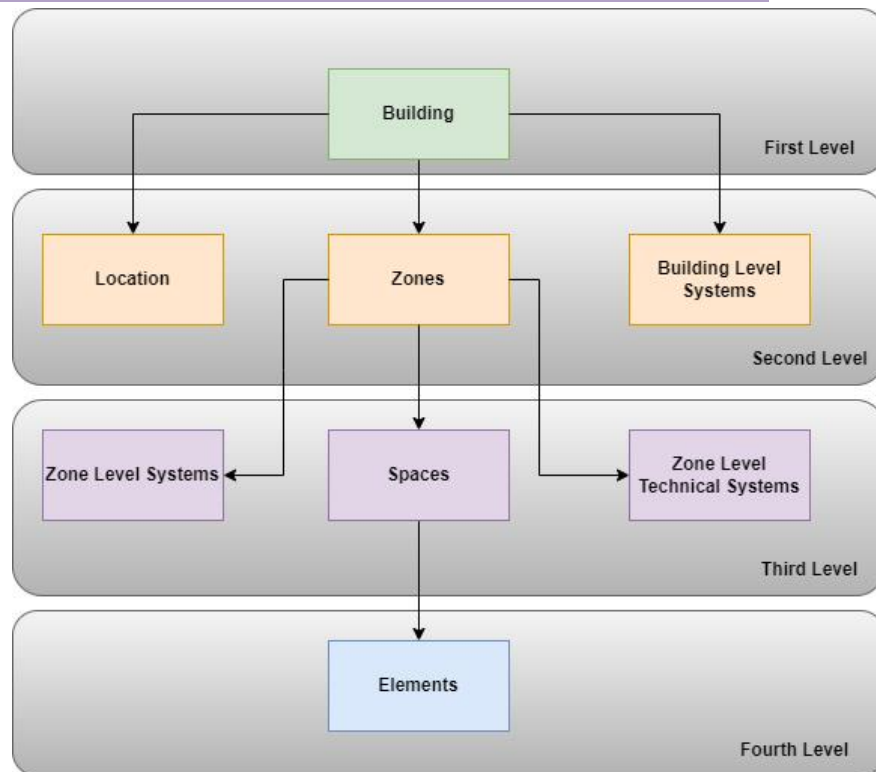 Building
First Level
Location
Zones
Building Level
Systems
Second Level
Zone Level Systems
Spaces
Zone Level
Technical Systems
Third Level
Elements
Fourth Level